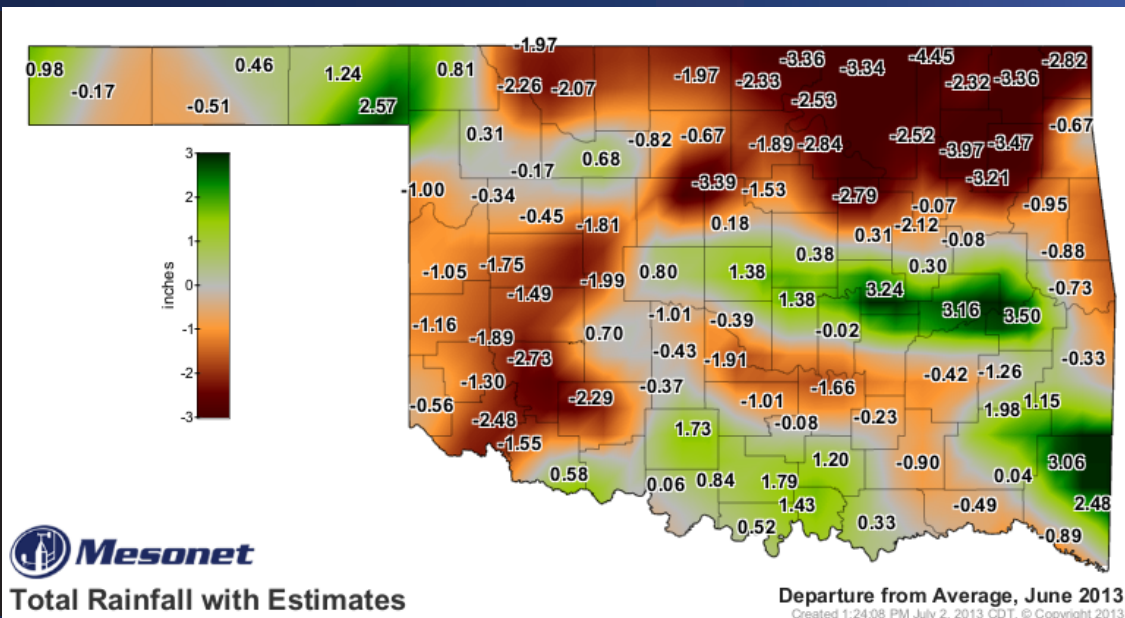 -1.97
-3.36 -4.45
0.98 0.46 1.24 0.81 -1.97 -2.33 -3.34 -2.82
-0.17 -2.26 -2.07 -2.32 -3.36
-0.51 2.57 -2.53
0.31 -0.82 -0.67 -1.89 -2.84 -2.52 -3.47 -0.67
3 0.68 -3.97
-0.17 -3.21
-1.00 -0.34 -3.39 -1.53 -2.79
2 -0.45 -1.81 0.18 -2.12 -0.07 -0.95
1 0.31 -0.08
-1.05 -1.75 0.80 1.38 0.38 0.30 -0.88
inches
0 -1.49 -1.99 1.38 3.24 -0.73
-1 -1.16 -1.01 -0.39 -0.02 3.16 3.50
-1.89 0.70
-2 -2.73 -0.43 -1.91 -0.33
-1.30 -0.37 -1.66 -0.42 -1.26
-3 -0.56 -2.29 -1.01 1.15
-2.48 1.73 -0.08 -0.23 1.98
-1.55
0.58 0.06 0.84 1.79 1.20 -0.90 0.04 3.06
1.43 -0.49 2.48
0.52 0.33 -0.89
Mesonet
Total Rainfall with Estimates
Departure from Average, June 2013
Created 1:24:08 PM July 2, 2013 CDT. © Copyright 2013